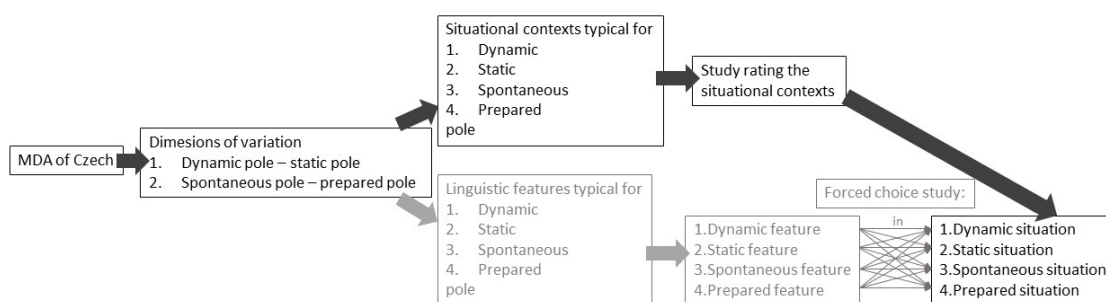 MDA of Czech
Dimesions of variation
1. Dynamic pole – static pole
2. Spontaneous pole – prepared pole
Situational contexts typical for
1. Dynamic
2. Static
3. Spontaneous
4. Prepared
pole
Study rating the
situational contexts
Linguistic features typical for
1. Dynamic
2. Static
3. Spontaneous
4. Prepared
pole
Forced choice study:
1.Dynamic feature
2.Static feature
3.Spontaneous feature
4.Prepared feature
in
1.Dynamic situation
2.Static situation
3.Spontaneous situation
4.Prepared situation